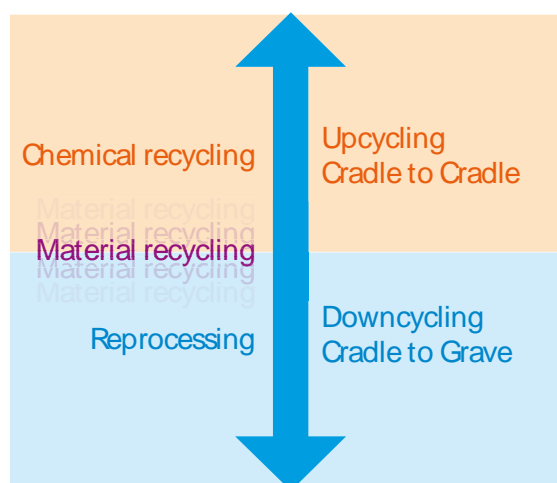 Chemical recycling
Upcycling
Cradle to Cradle
Material recycling
Material recycling
Material recycling
Material recycling
Material recycling
Reprocessing
Downcycling
Cradle to Grave